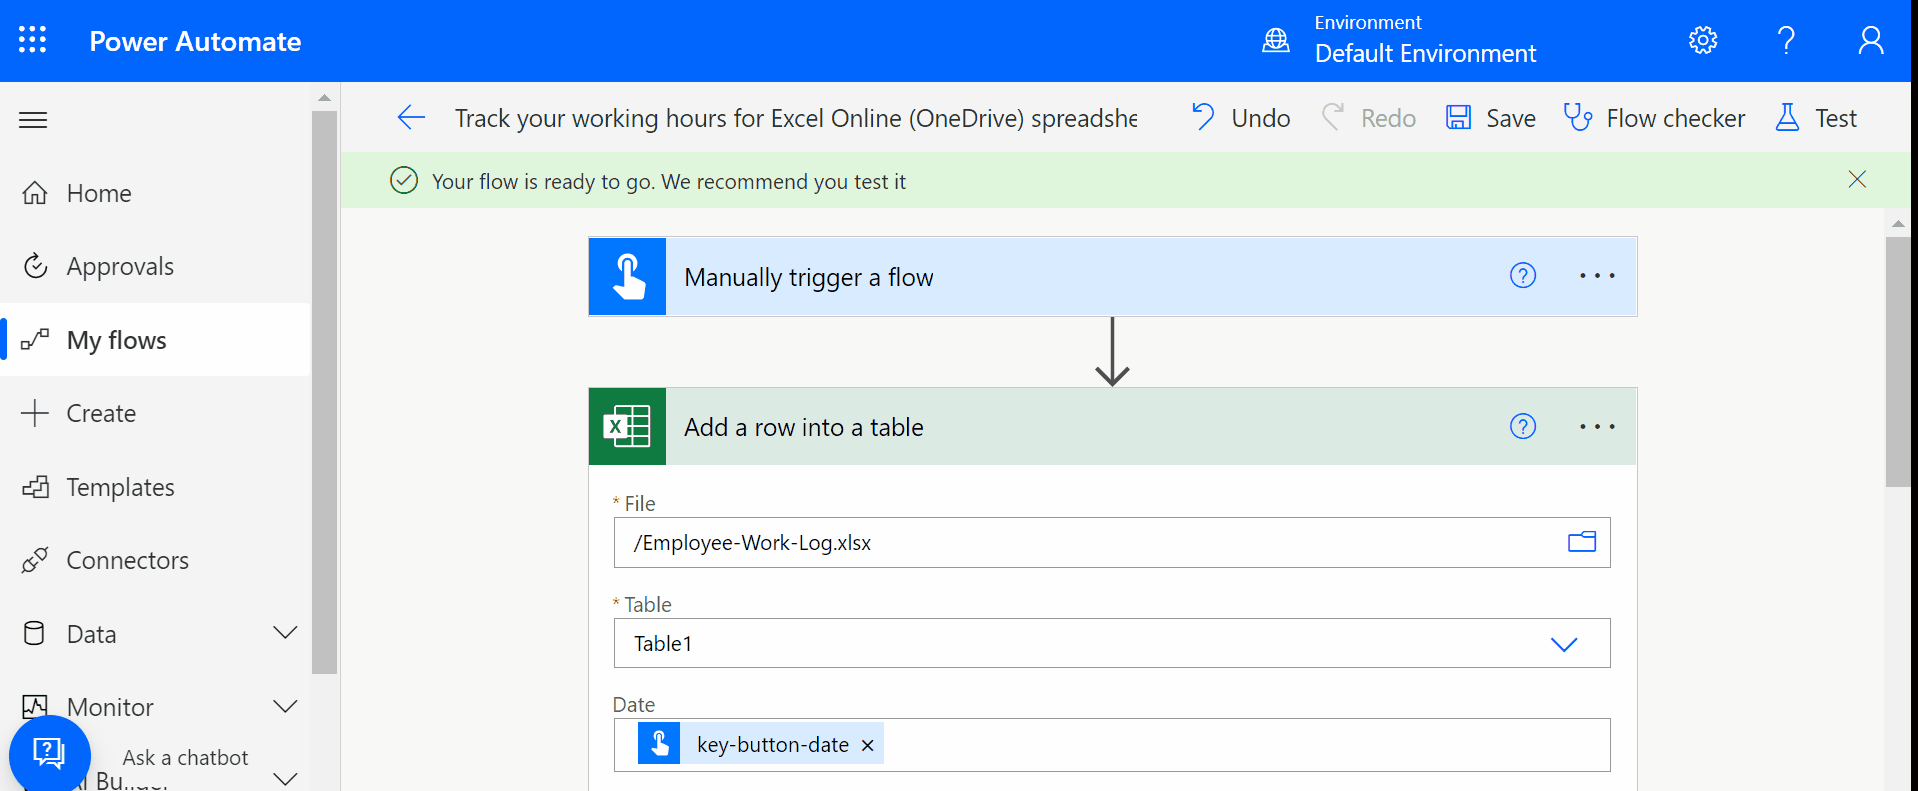 Power Automate
Environment
Default Environment
Track your working hours for Excel Online (OneDrive) spreadshe
Undo
Redo
Save
Flow checker
Test
Your flow is ready to go. We recommend you test it
Home
Approvals
My flows
Create
Templates
Connectors
Data
Monitor
Ask a chatbot
AI Builder
Manually trigger a flow
Add a row into a table
* File
/Employee-Work-Log.xlsx
* Table
Table1
Date
key-button-date ×